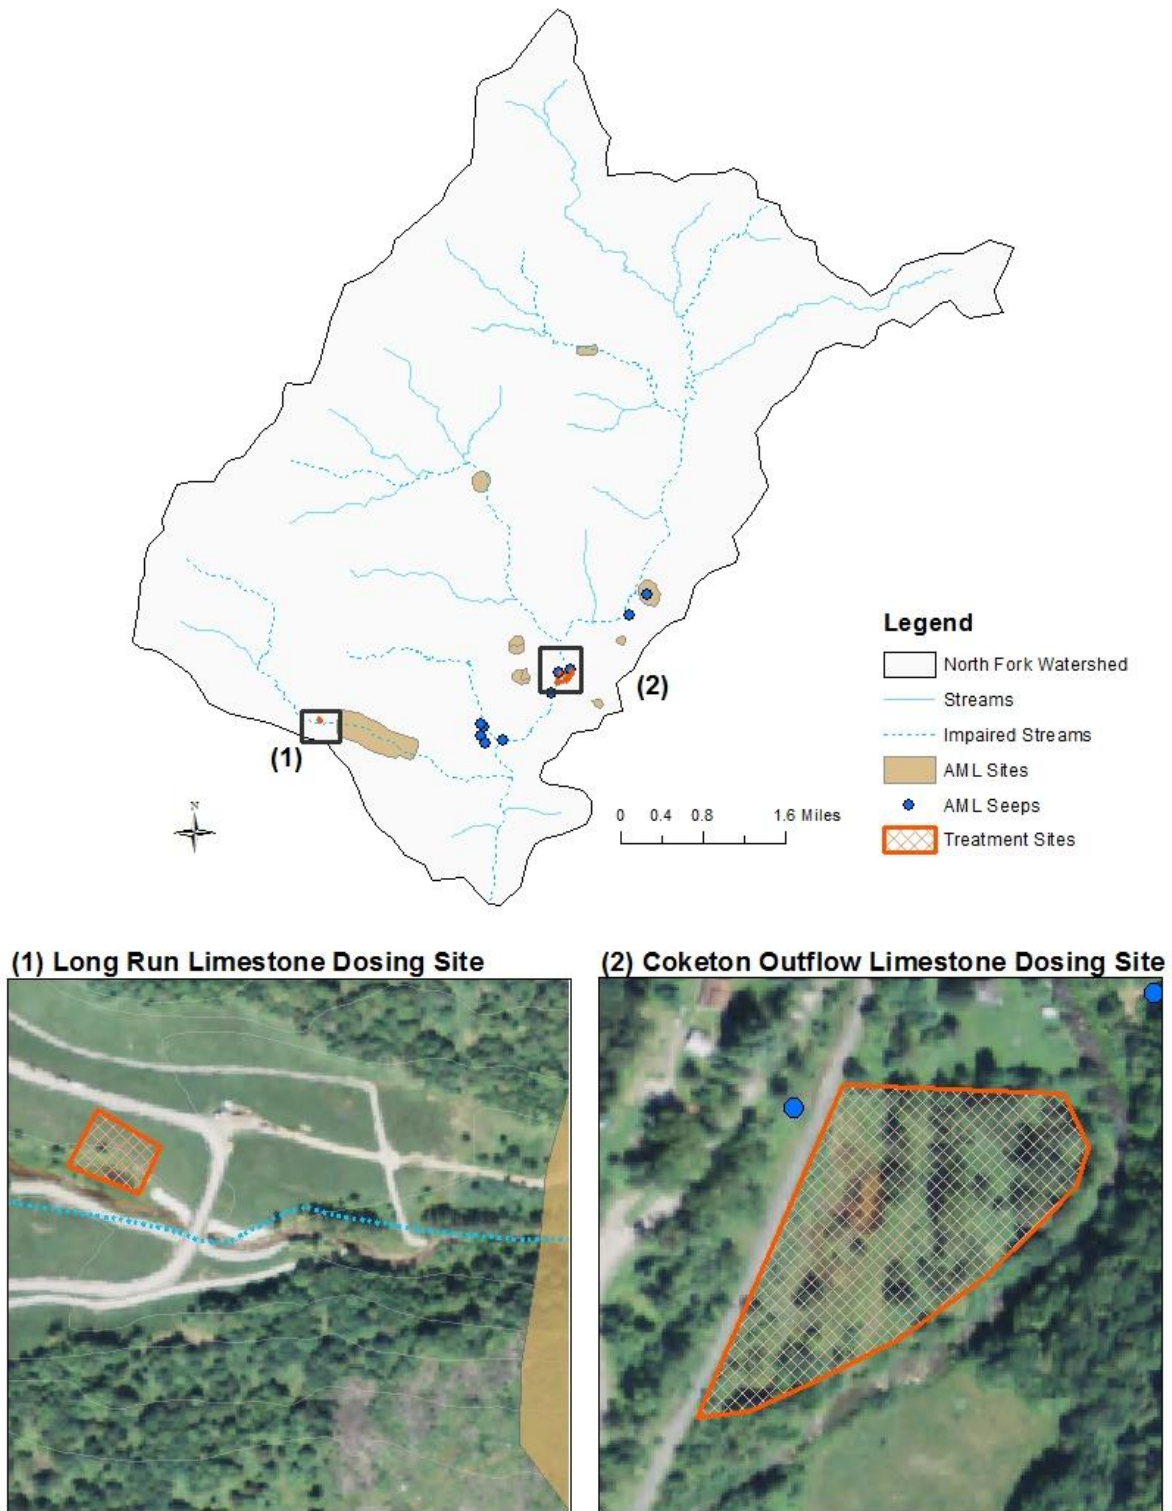 Legend
North Fork Watershed
Streams
Impaired Streams
AML Sites
AML Seeps
Treatment Sites
(2)
(1)
N
0 0.4 0.8 1.6 Miles
(1) Long Run Limestone Dosing Site
(2) Coketon Outflow Limestone Dosing Site